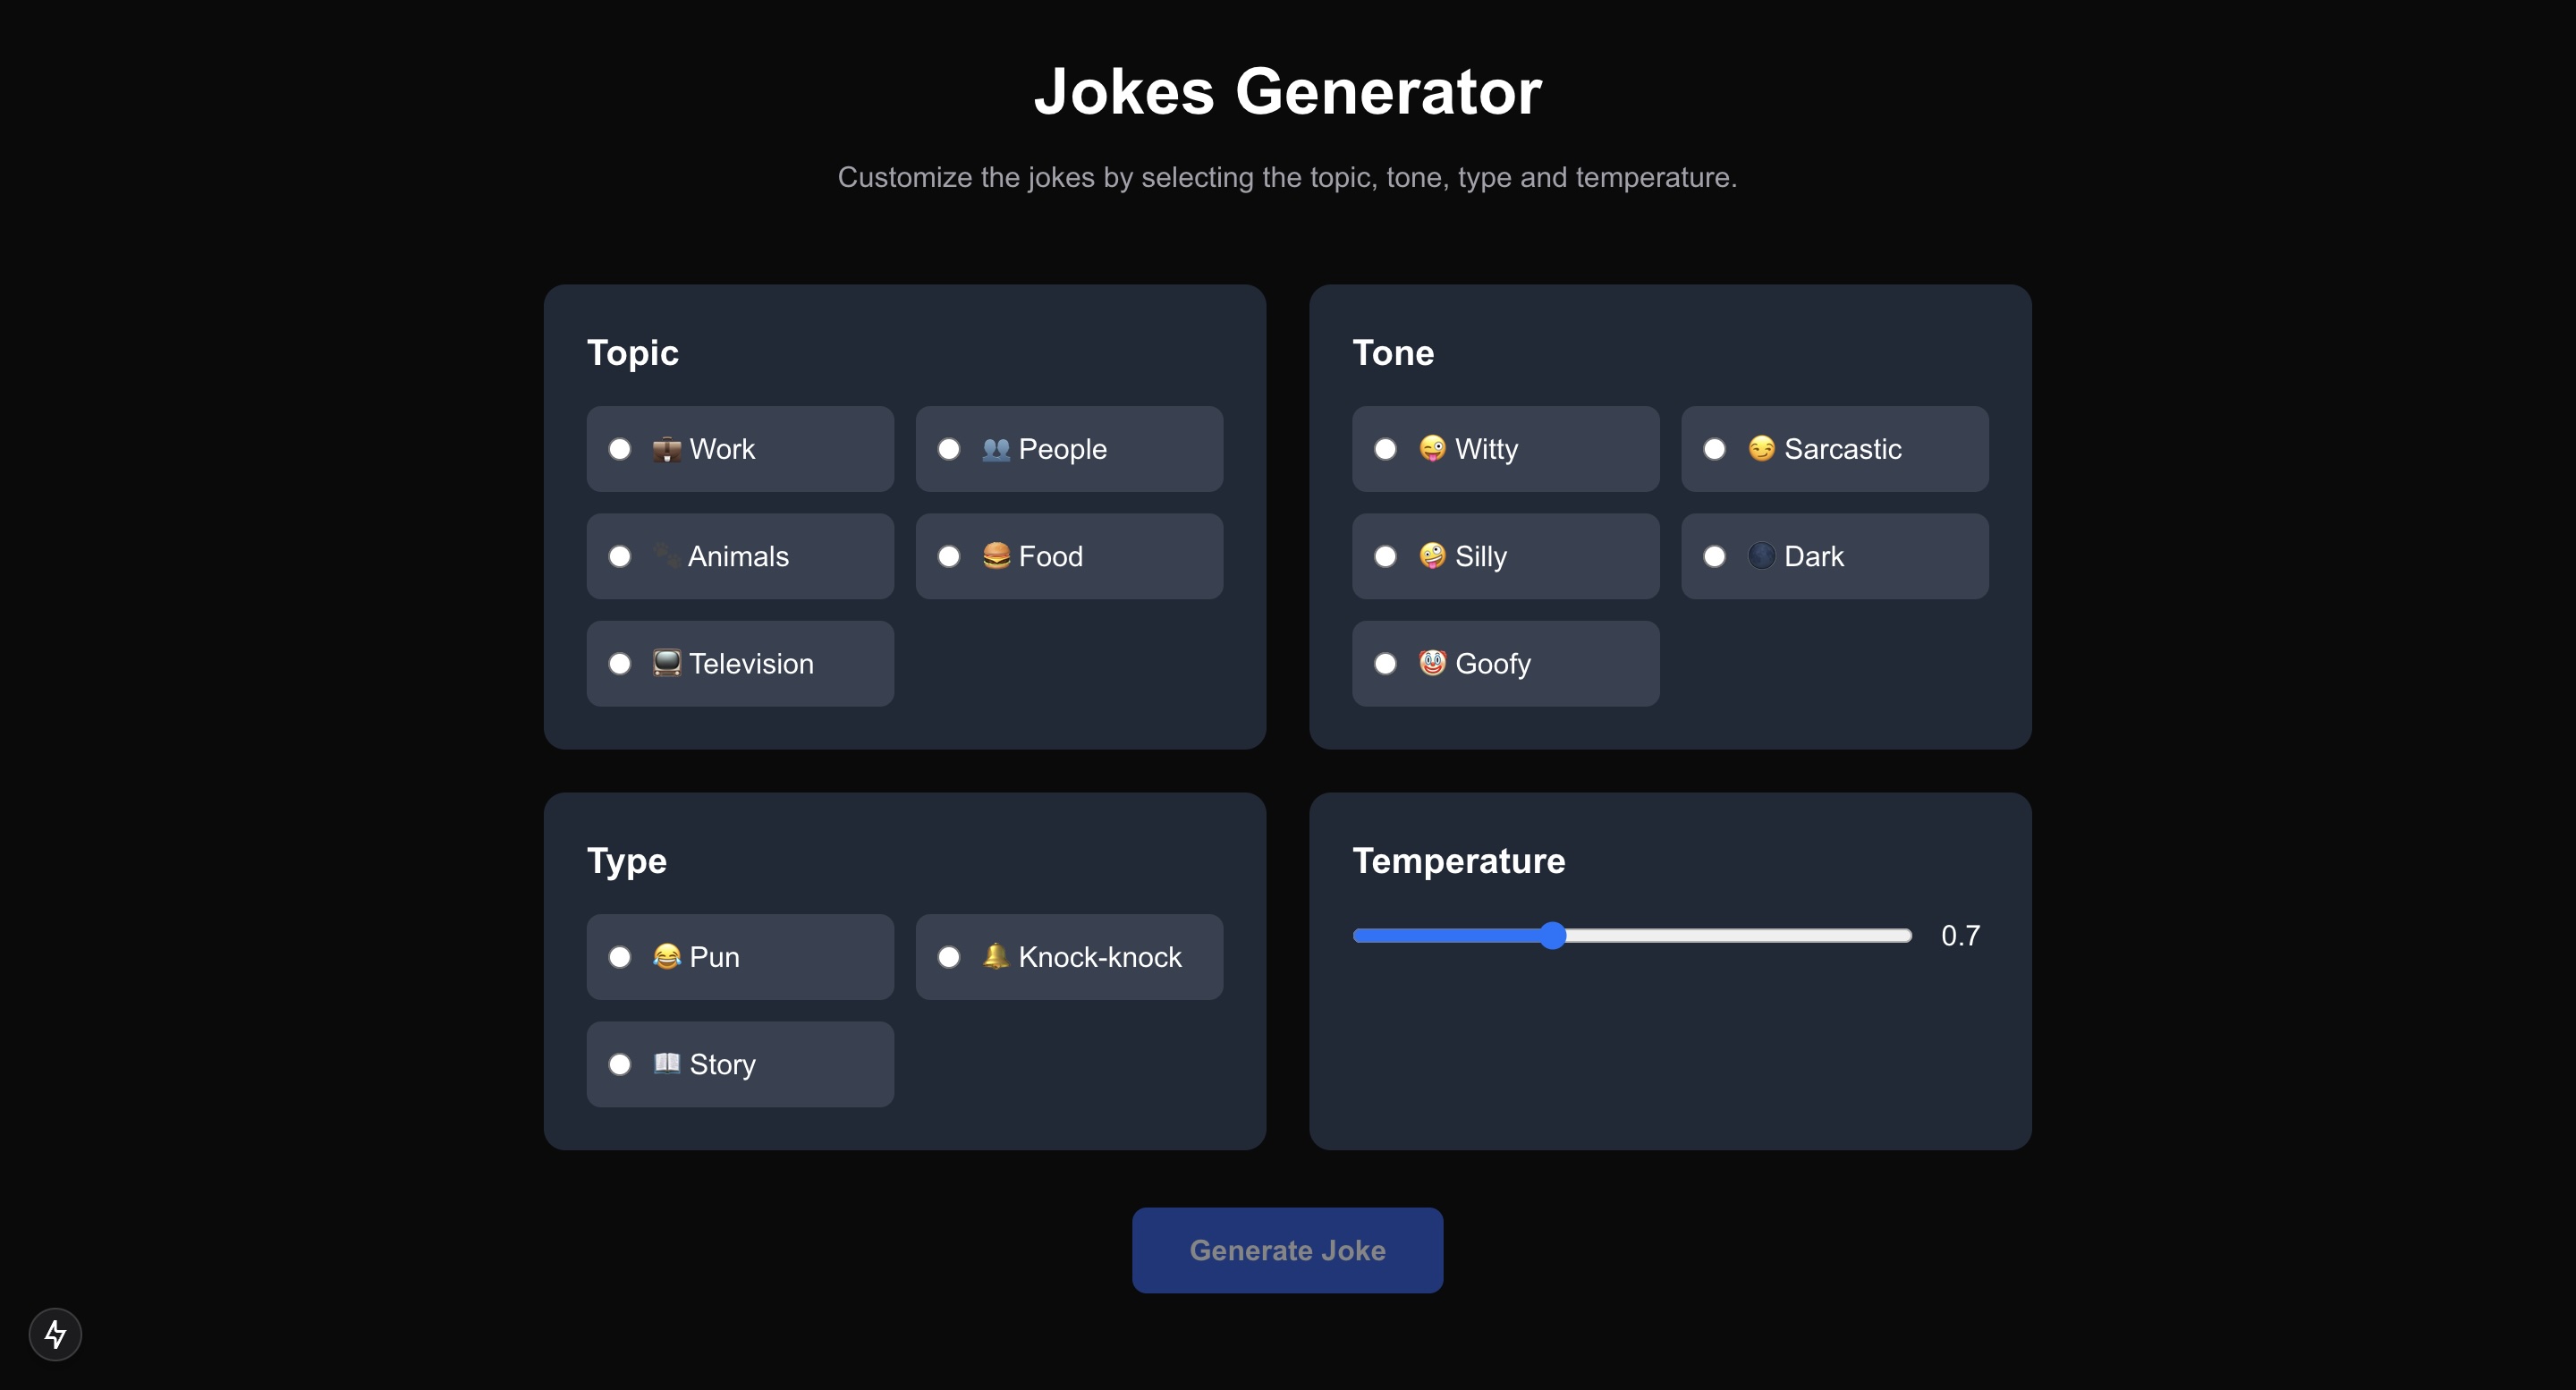 Jokes Generator
Customize the jokes by selecting the topic, tone, type and temperature.
Topic
Work
People
Animals
Food
Television
Tone
Witty
Sarcastic
Silly
Dark
Goofy
Type
Pun
Knock-knock
Story
Temperature
0.7
Generate Joke